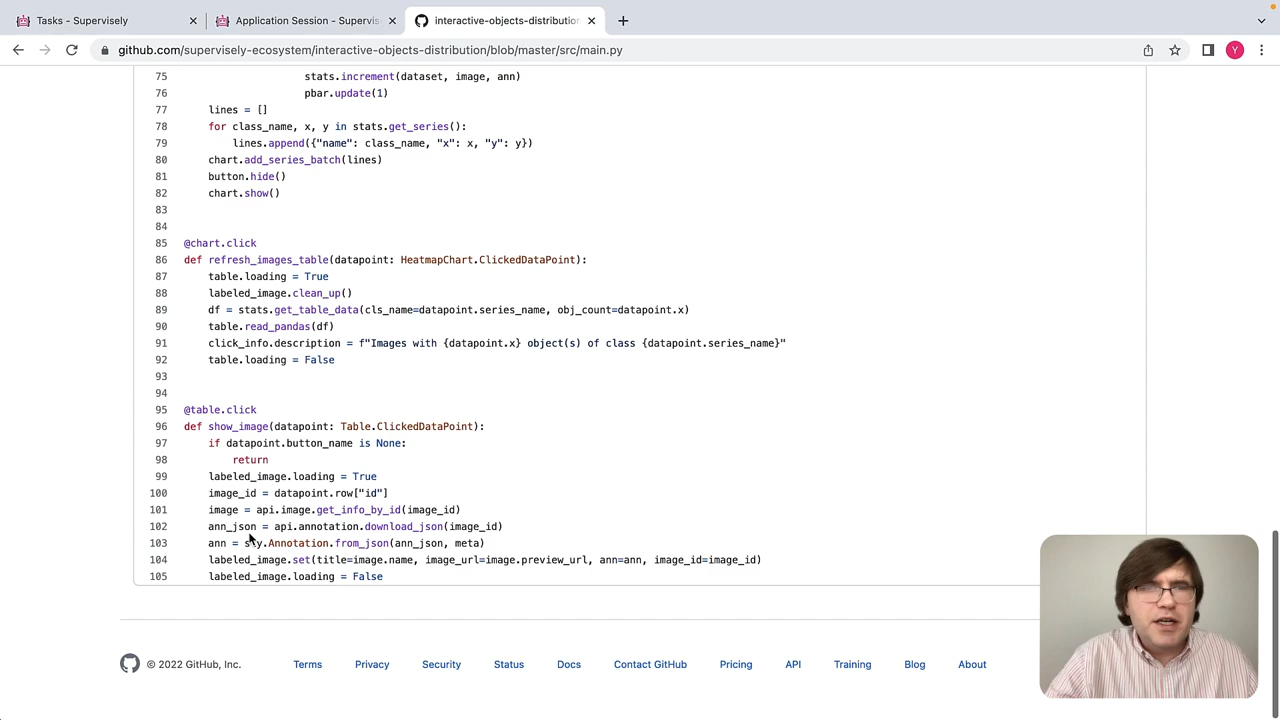 Tasks - Supervisely
Application Session - Supervis
interactive-objects-distribution
github.com/supervisely-ecosystem/interactive-objects-distribution/blob/master/src/main.py
Y
75 stats.increment(dataset, image, ann)
76 pbar.update(1)
77 lines = []
78 for class_name, x, y in stats.get_series():
79 lines.append({"name": class_name, "x": x, "y": y})
80 chart.add_series_batch(lines)
81 button.hide()
82 chart.show()
83
84
85 @chart.click
86 def refresh_images_table(datapoint: HeatmapChart.ClickedDataPoint):
87 table.loading = True
88 labeled_image.clean_up()
89 df = stats.get_table_data(cls_name=datapoint.series_name, obj_count=datapoint.x)
90 table.read_pandas(df)
91 click_info.description = f"Images with {datapoint.x} object(s) of class {datapoint.series_name}"
92 table.loading = False
93
94
95 @table.click
96 def show_image(datapoint: Table.ClickedDataPoint):
97 if datapoint.button_name is None:
98 return
99 labeled_image.loading = True
100 image_id = datapoint.row["id"]
101 image = api.image.get_info_by_id(image_id)
102 ann_json = api.annotation.download_json(image_id)
103 ann = sly.Annotation.from_json(ann_json, meta)
104 labeled_image.set(title=image.name, image_url=image.preview_url, ann=ann, image_id=image_id)
105 labeled_image.loading = False
© 2022 GitHub, Inc. Terms Privacy Security Status Docs Contact GitHub Pricing API Training Blog About